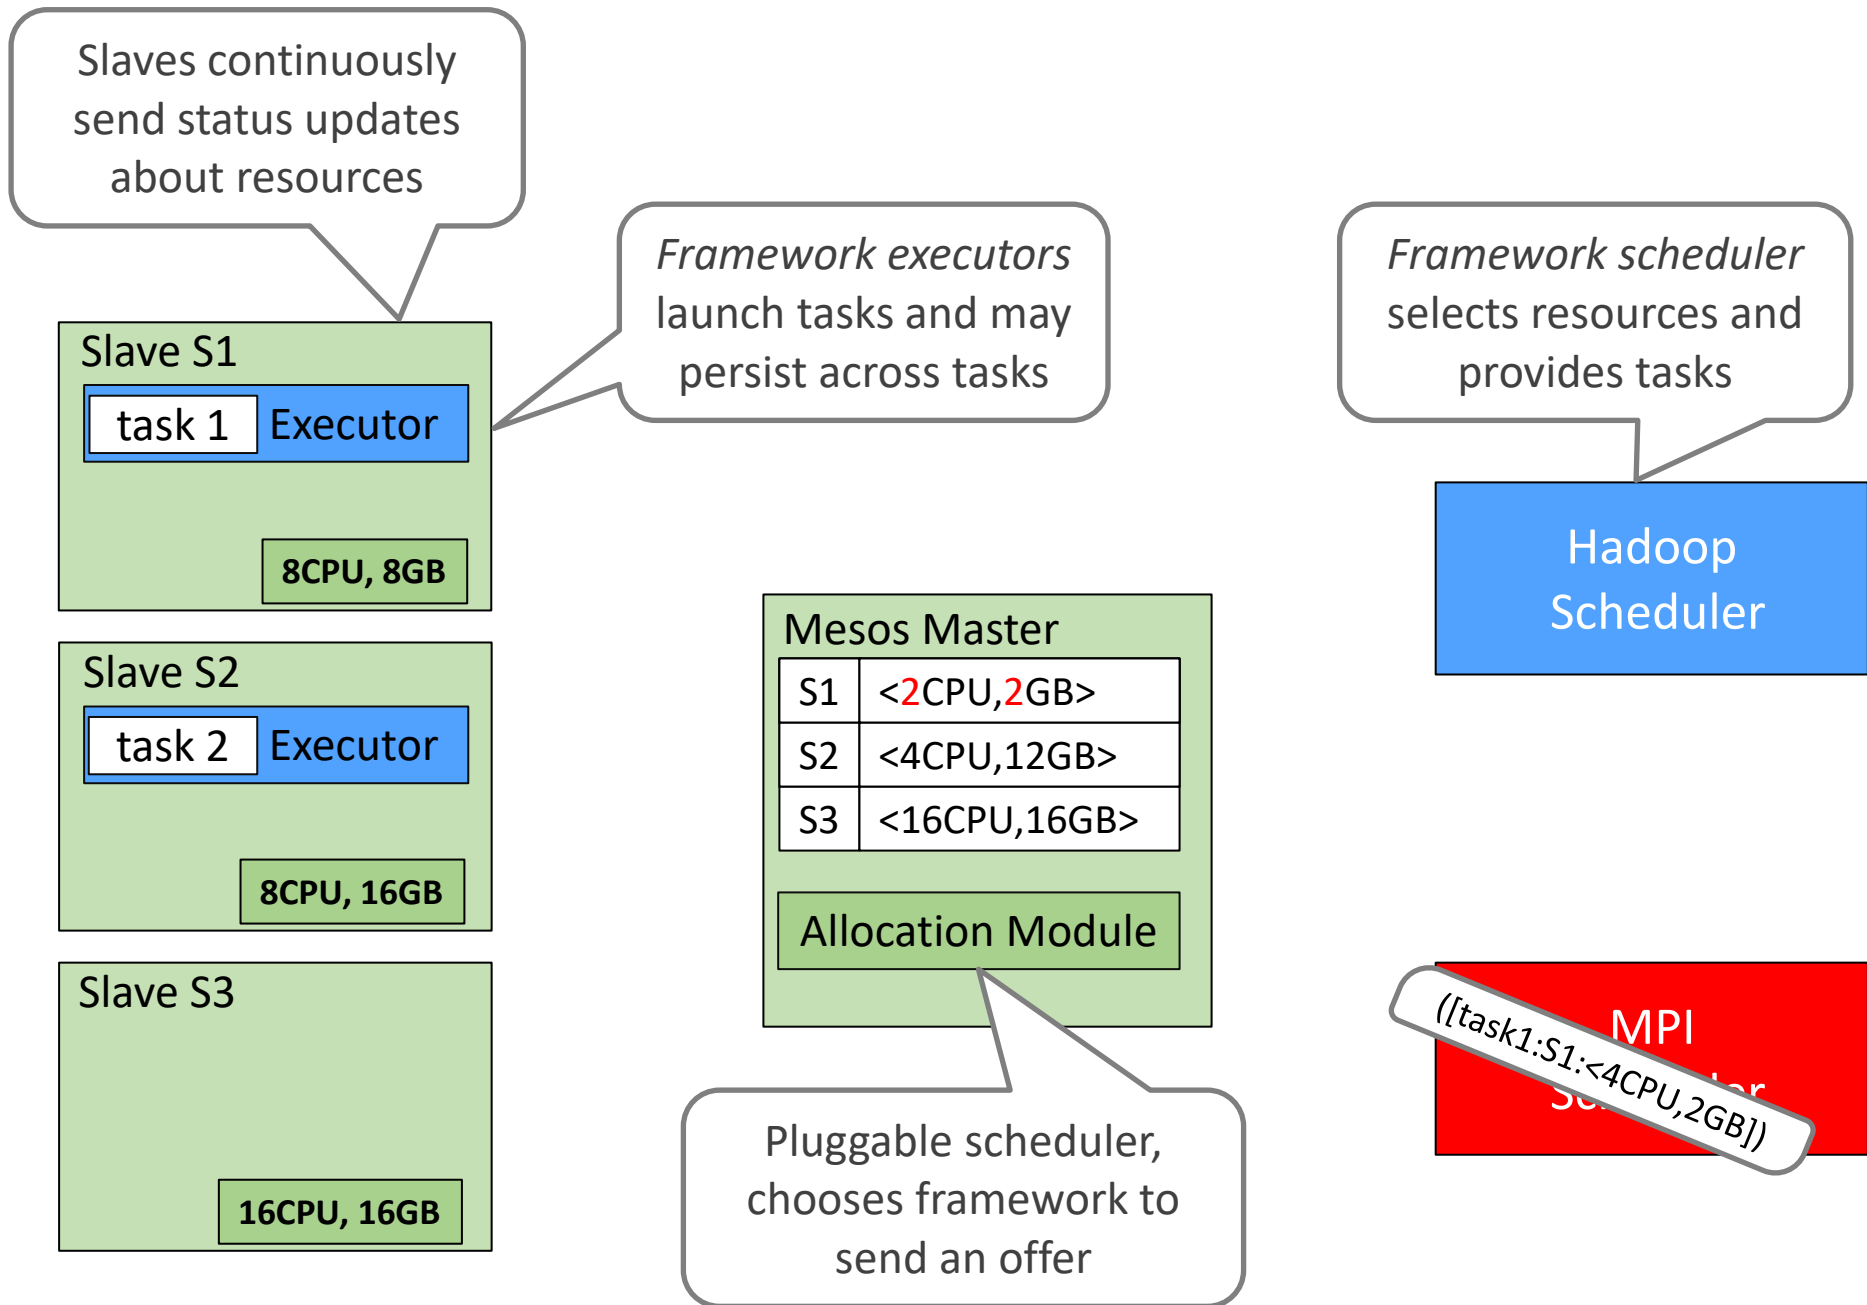 Slaves continuously
send status updates
about resources
Framework executors
launch tasks and may
persist across tasks
Framework scheduler
selects resources and
provides tasks
Slave S1
task 1 Executor
8CPU, 8GB
Slave S2
task 2 Executor
8CPU, 16GB
Slave S3
16CPU, 16GB
Mesos Master
S1 <2CPU,2GB>
S2 <4CPU,12GB>
S3 <16CPU,16GB>
Allocation Module
Pluggable scheduler,
chooses framework to
send an offer
Hadoop
Scheduler
MPI
([task1:S1:<4CPU,2GB])